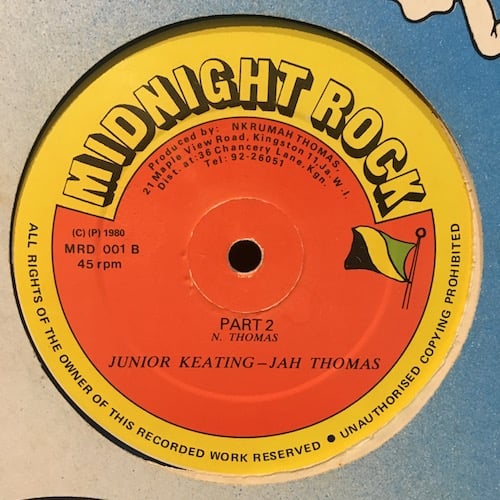 MIDNIGHT ROCK
Produced by: NKRUMAH THOMAS,
21 Maple View Road, Kingston 11, Ja. W. I.
Dist. at: 36 Chancery Lane, Kgn.
Tel: 92-26051
(C) (P) 1980
MRD 001 B
45 rpm
PART 2
N. THOMAS
JUNIOR KEATING – JAH THOMAS
ALL RIGHTS OF THE OWNER OF THIS RECORDED WORK RESERVED ● UNAUTHORISED COPYING PROHIBITED